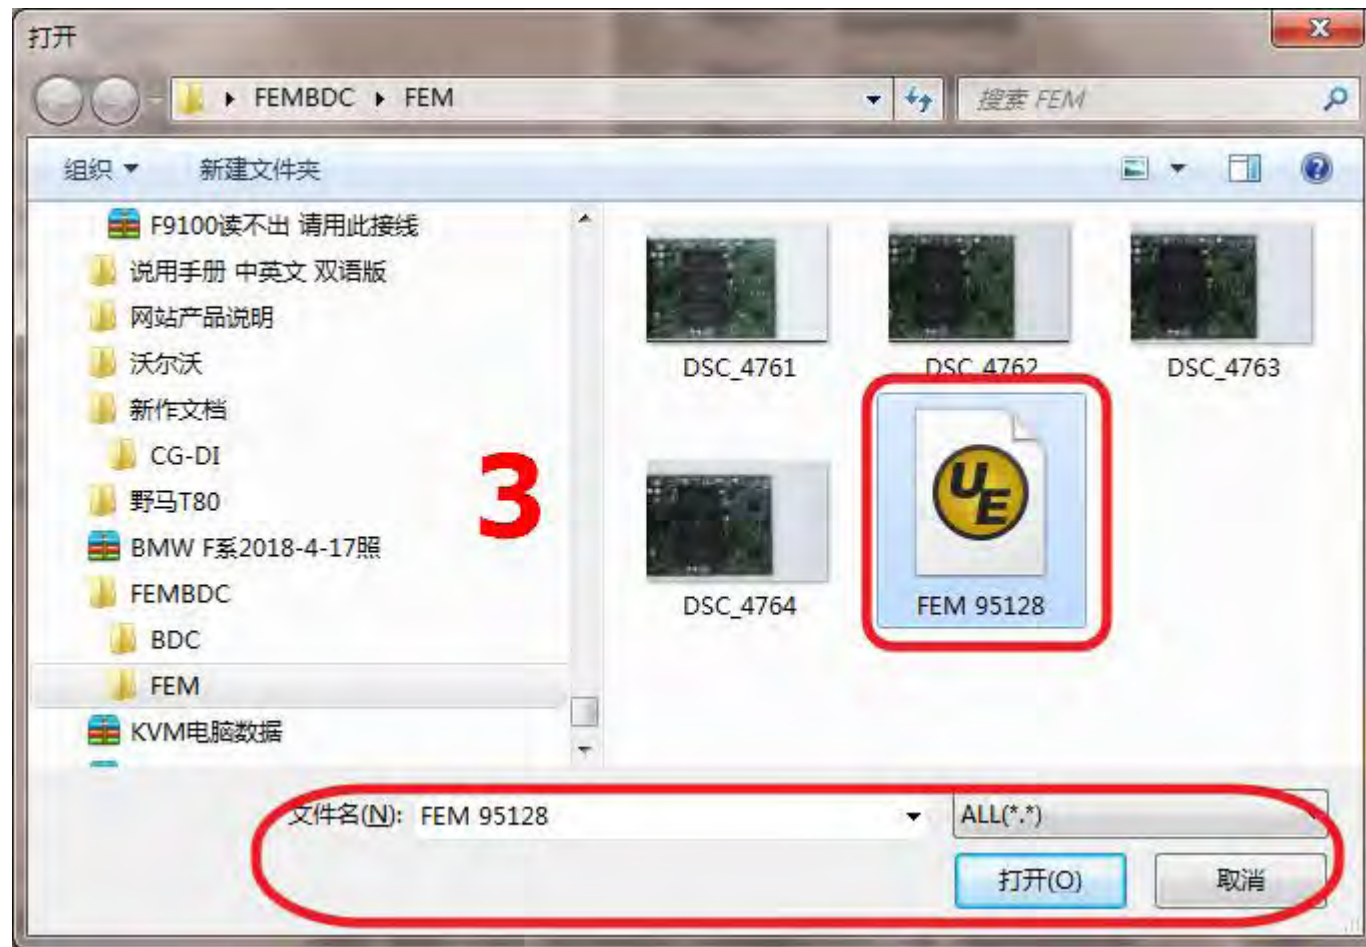 打开
FEMBDC FEM
搜索 FEM
组织 新建文件夹
F9100读不出 请用此接线
说用手册 中英文 双语版
网站产品说明
沃尔沃
新作文档
CG-DI
野马T80
BMW F系2018-4-17照
FEMBDC
BDC
FEM
KVM电脑数据
3
DSC_4761
DSC_4762
DSC_4763
DSC_4764
UE
FEM 95128
文件名(N): FEM 95128
ALL(*.*)
打开(O)
取消